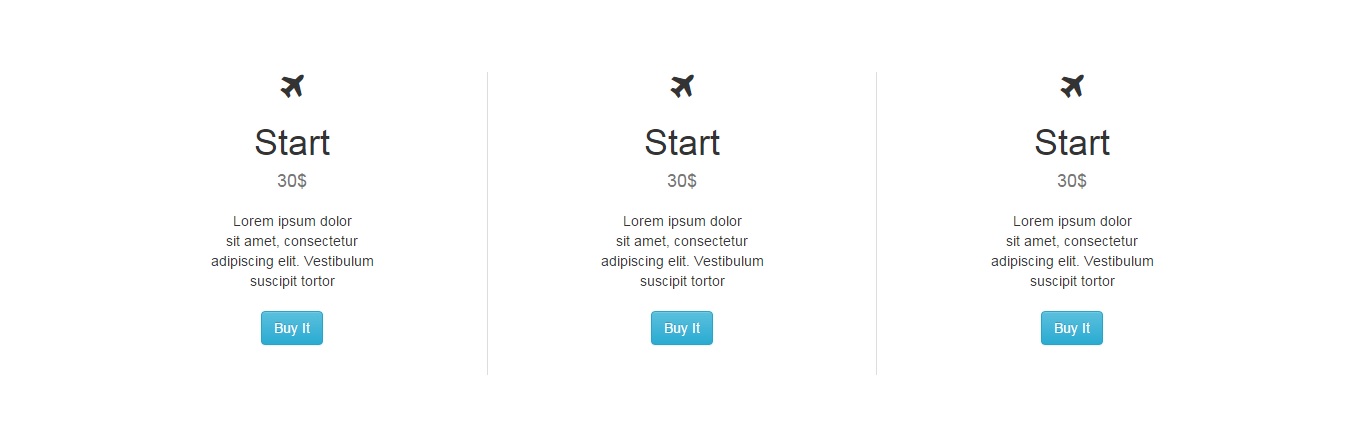 Start
30$
Lorem ipsum dolor
sit amet, consectetur
adipiscing elit. Vestibulum
suscipit tortor
Buy It
Start
30$
Lorem ipsum dolor
sit amet, consectetur
adipiscing elit. Vestibulum
suscipit tortor
Buy It
Start
30$
Lorem ipsum dolor
sit amet, consectetur
adipiscing elit. Vestibulum
suscipit tortor
Buy It